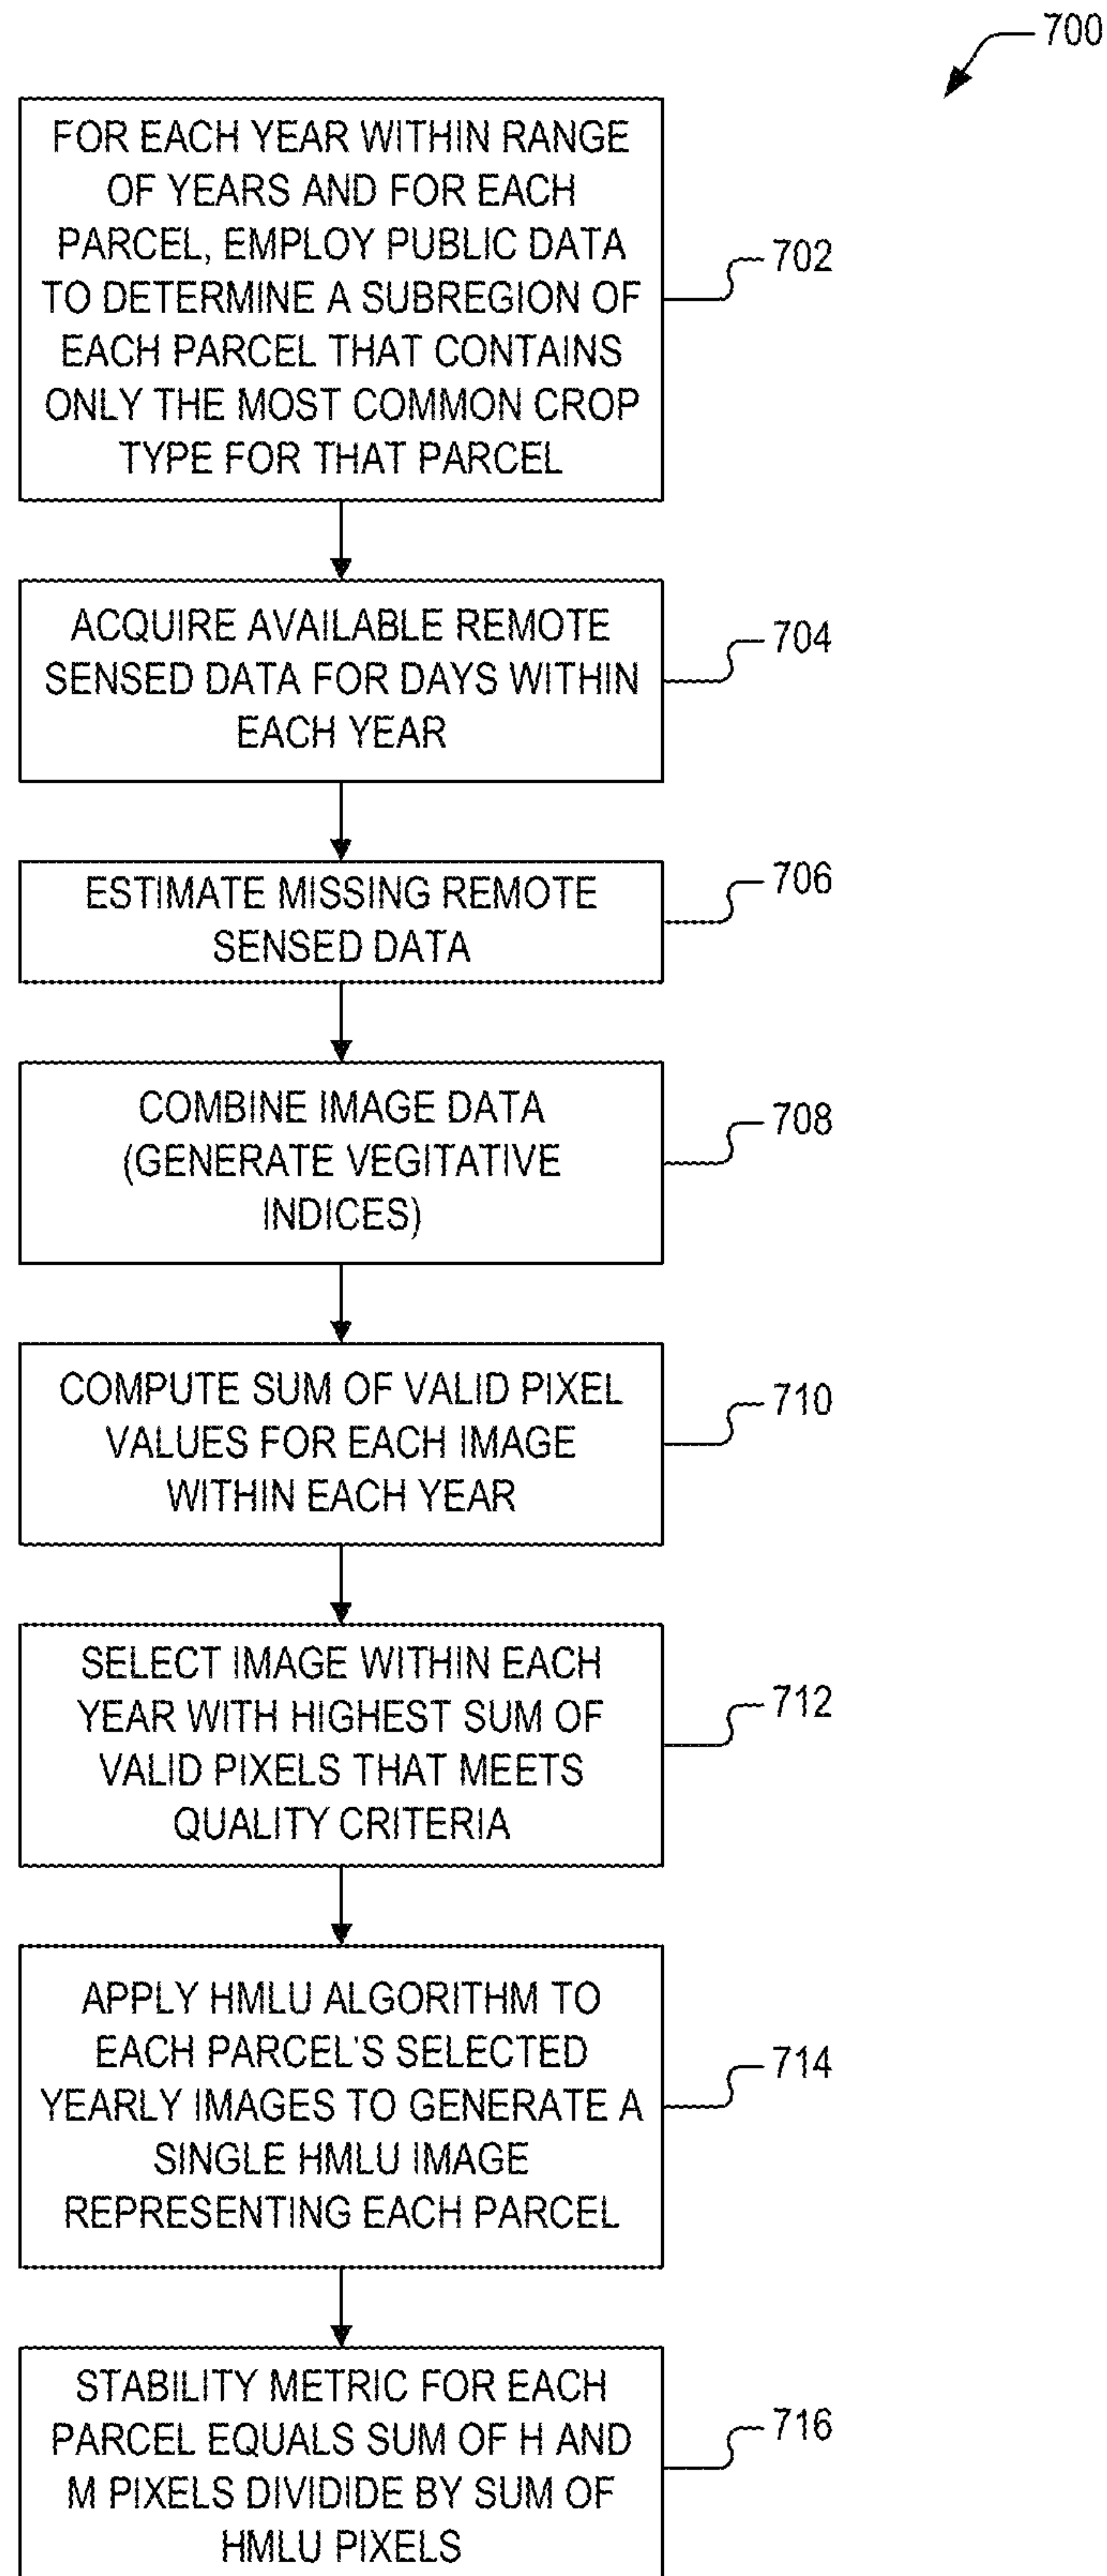 700
FOR EACH YEAR WITHIN RANGE
OF YEARS AND FOR EACH
PARCEL, EMPLOY PUBLIC DATA
TO DETERMINE A SUBREGION OF
EACH PARCEL THAT CONTAINS
ONLY THE MOST COMMON CROP
TYPE FOR THAT PARCEL
702
ACQUIRE AVAILABLE REMOTE
SENSED DATA FOR DAYS WITHIN
EACH YEAR
704
ESTIMATE MISSING REMOTE
SENSED DATA
706
COMBINE IMAGE DATA
(GENERATE VEGITATIVE
INDICES)
708
COMPUTE SUM OF VALID PIXEL
VALUES FOR EACH IMAGE
WITHIN EACH YEAR
710
SELECT IMAGE WITHIN EACH
YEAR WITH HIGHEST SUM OF
VALID PIXELS THAT MEETS
QUALITY CRITERIA
712
APPLY HMLU ALGORITHM TO
EACH PARCEL'S SELECTED
YEARLY IMAGES TO GENERATE A
SINGLE HMLU IMAGE
REPRESENTING EACH PARCEL
714
STABILITY METRIC FOR EACH
PARCEL EQUALS SUM OF H AND
M PIXELS DIVIDIDE BY SUM OF
HMLU PIXELS
716